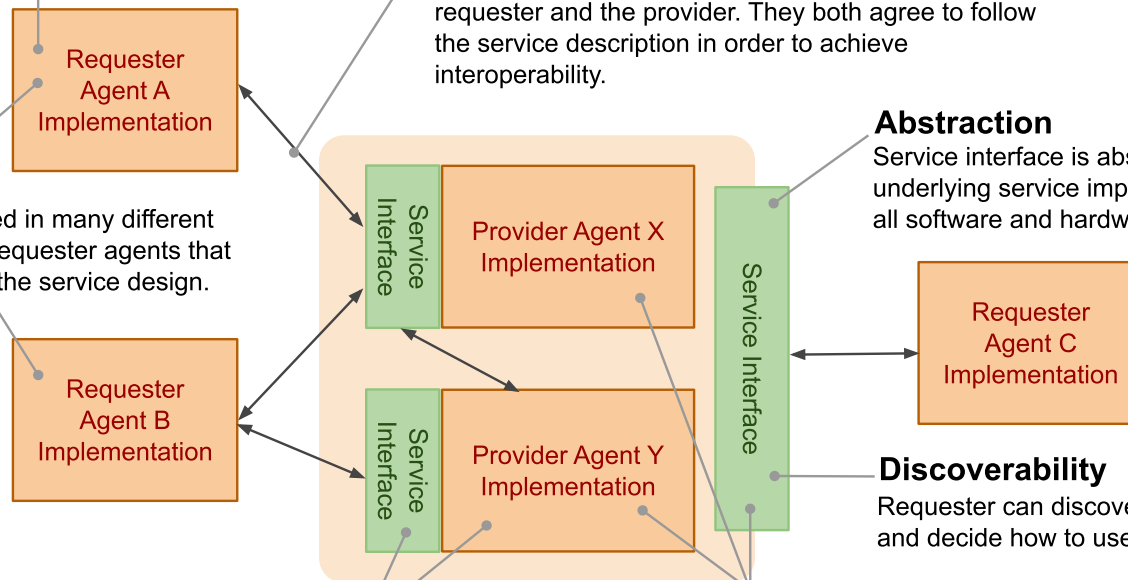 requester and the provider. They both agree to follow
the service description in order to achieve
interoperability.
Requester
Agent A
Implementation
Abstraction
Service interface is abs
underlying service imp
all software and hardw
ed in many different
equester agents that
the service design.
Service
Interface
Provider Agent X
Implementation
Service Interface
Requester
Agent C
Implementation
Requester
Agent B
Implementation
Service
Interface
Provider Agent Y
Implementation
Discoverability
Requester can discove
and decide how to use